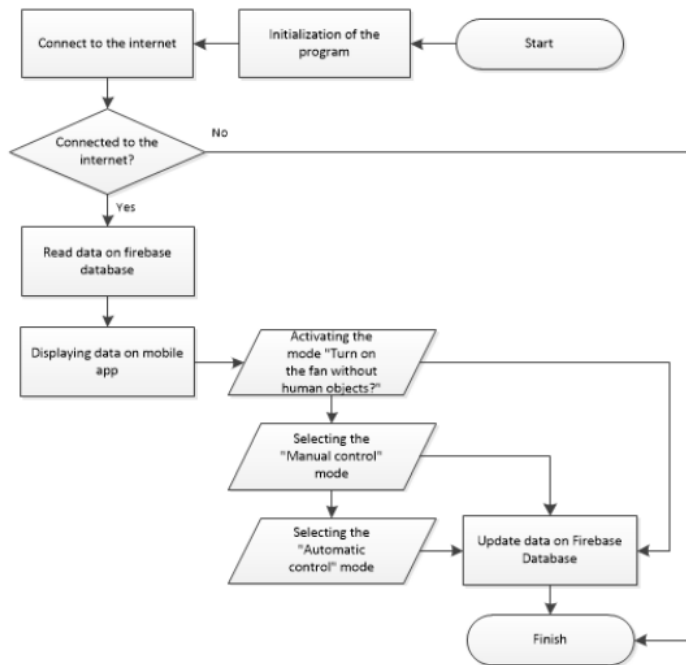 Connect to the internet
Initialization of the
program
Start
Connected to the
internet?
No
Yes
Read data on firebase
database
Displaying data on mobile
app
Activating the
mode "Turn on
the fan without
human objects?"
Selecting the
"Manual control"
mode
Selecting the
"Automatic
control" mode
Update data on Firebase
Database
Finish